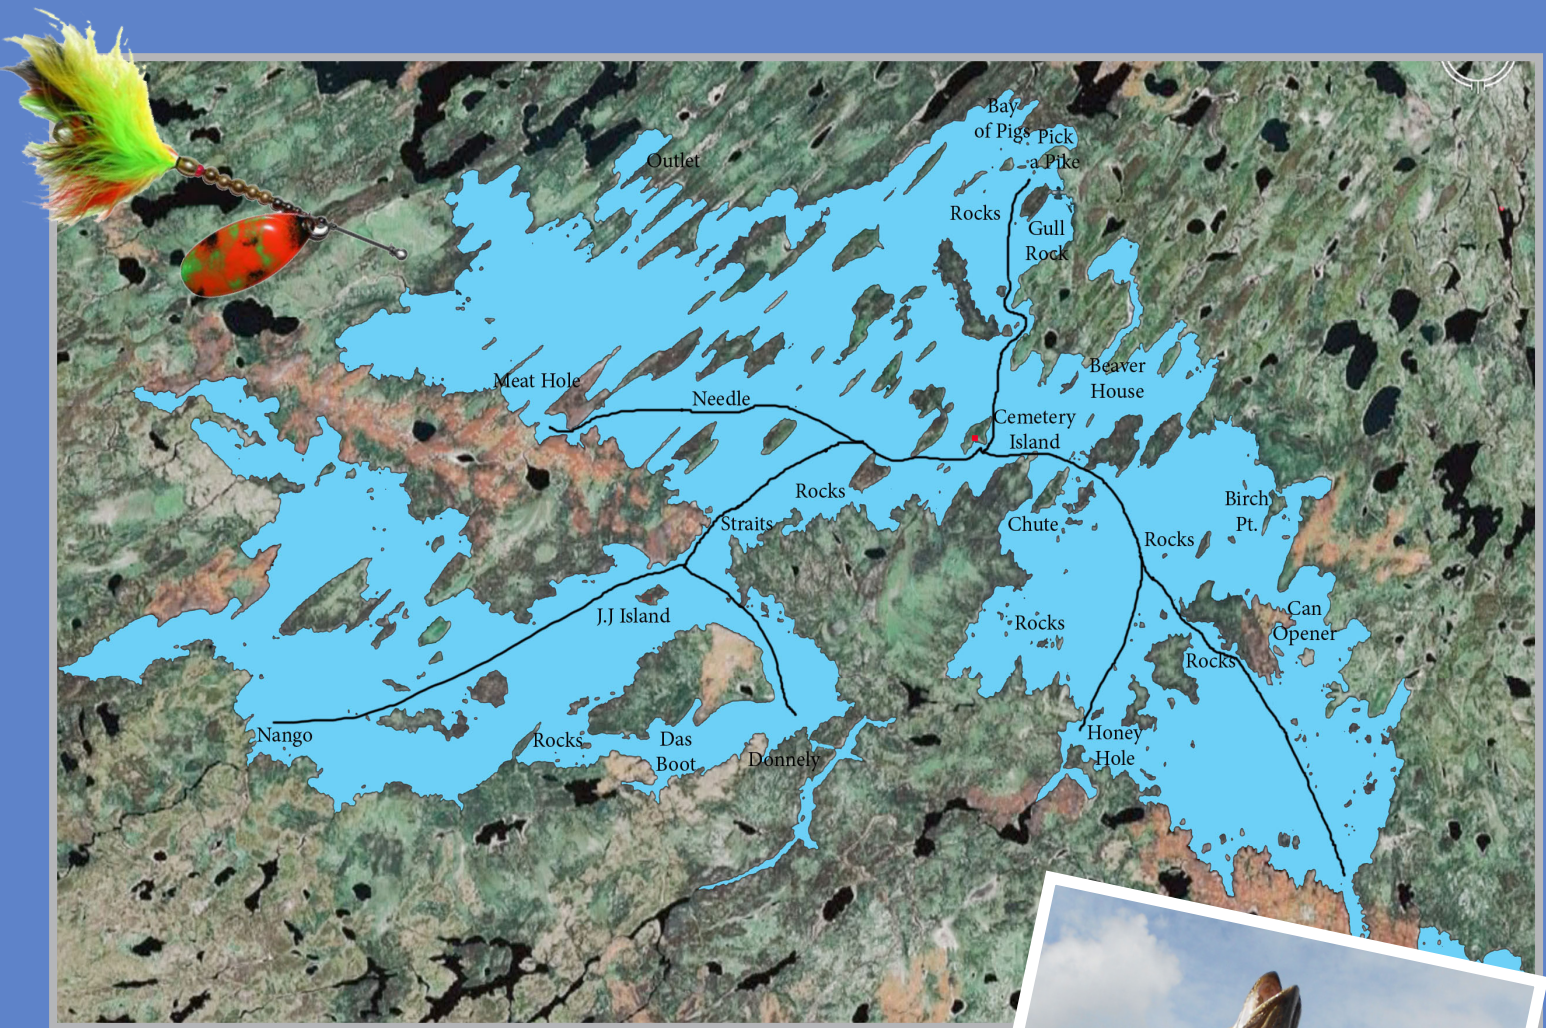 Bay
of Pigs
Pick
a Pike
Outlet
Rocks
Gull
Rock
Meat Hole
Needle
Beaver
House
Cemetery
Island
Rocks
Straits
Chute
Birch
Pt.
Rocks
J.J Island
Rocks
Can
Opener
Rocks
Nango
Rocks
Das
Boot
Donnely
Honey
Hole